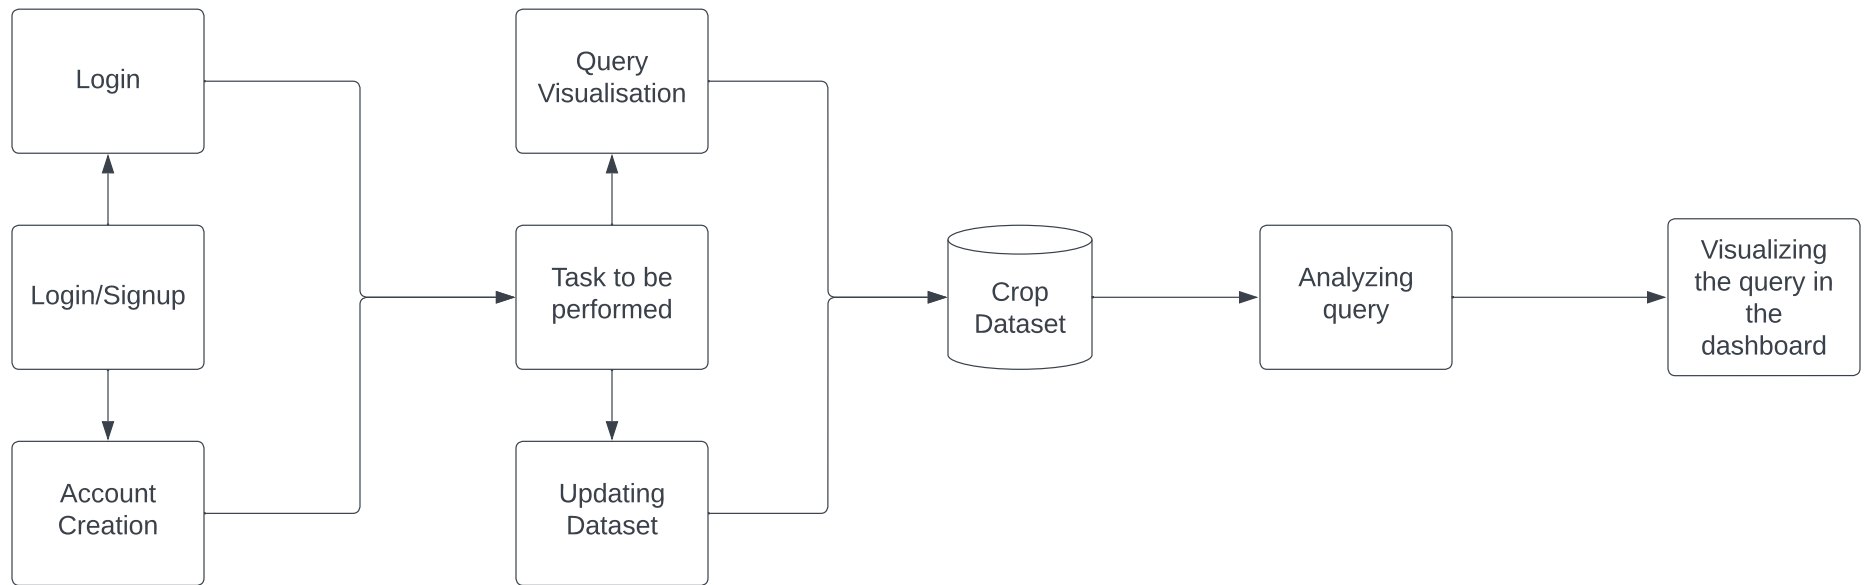 Login
Login/Signup
Account
Creation
Query
Visualisation
Task to be
performed
Updating
Dataset
Crop
Dataset
Analyzing
query
Visualizing
the query in
the
dashboard